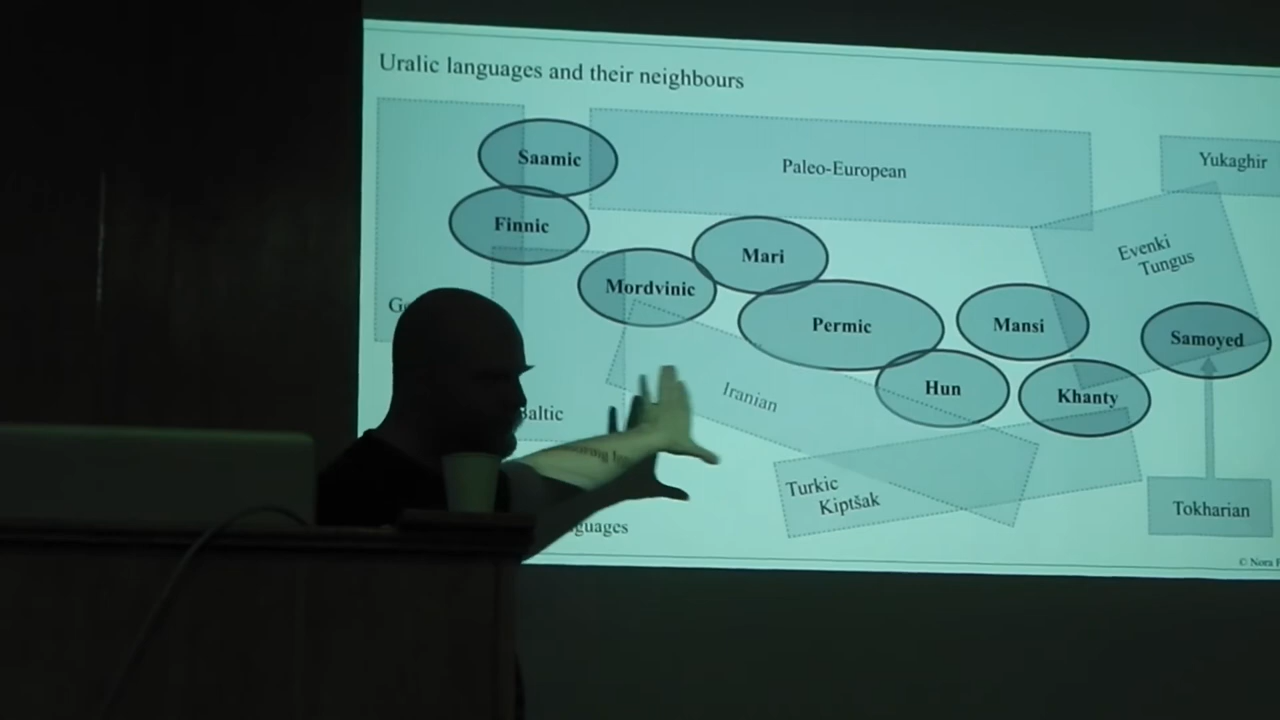 Uralic languages and their neighbours
Saamic
Paleo-European
Yukaghir
Finnic
Mari
Evenki
Tungus
Mordvinic
Permic
Mansi
Samoyed
Hun
Khanty
Iranian
Baltic
Turkic
Kiptšak
Tokharian
© Nora